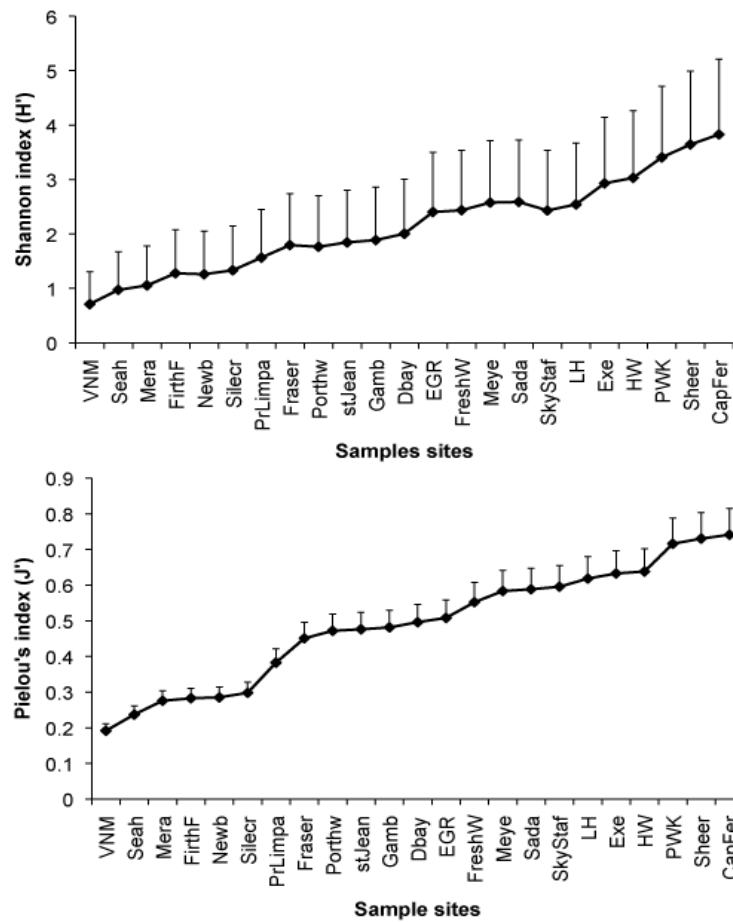 6
5
4
3
2
1
0
Shannon index (H')
VNM Seah Mera FirthF Newb Silecr PrLimpa Fraser Porthw stJean Gamb Dbay EGR FreshW Meye Sada SkyStaf LH Exe HW PWK Sheer CapFer
Samples sites
0.9
0.8
0.7
0.6
0.5
0.4
0.3
0.2
0.1
0
Pielou's index (J')
VNM Seah Mera FirthF Newb Silecr PrLimpa Fraser Porthw stJean Gamb Dbay EGR FreshW Meye Sada SkyStaf LH Exe HW PWK Sheer CapFer
Sample sites